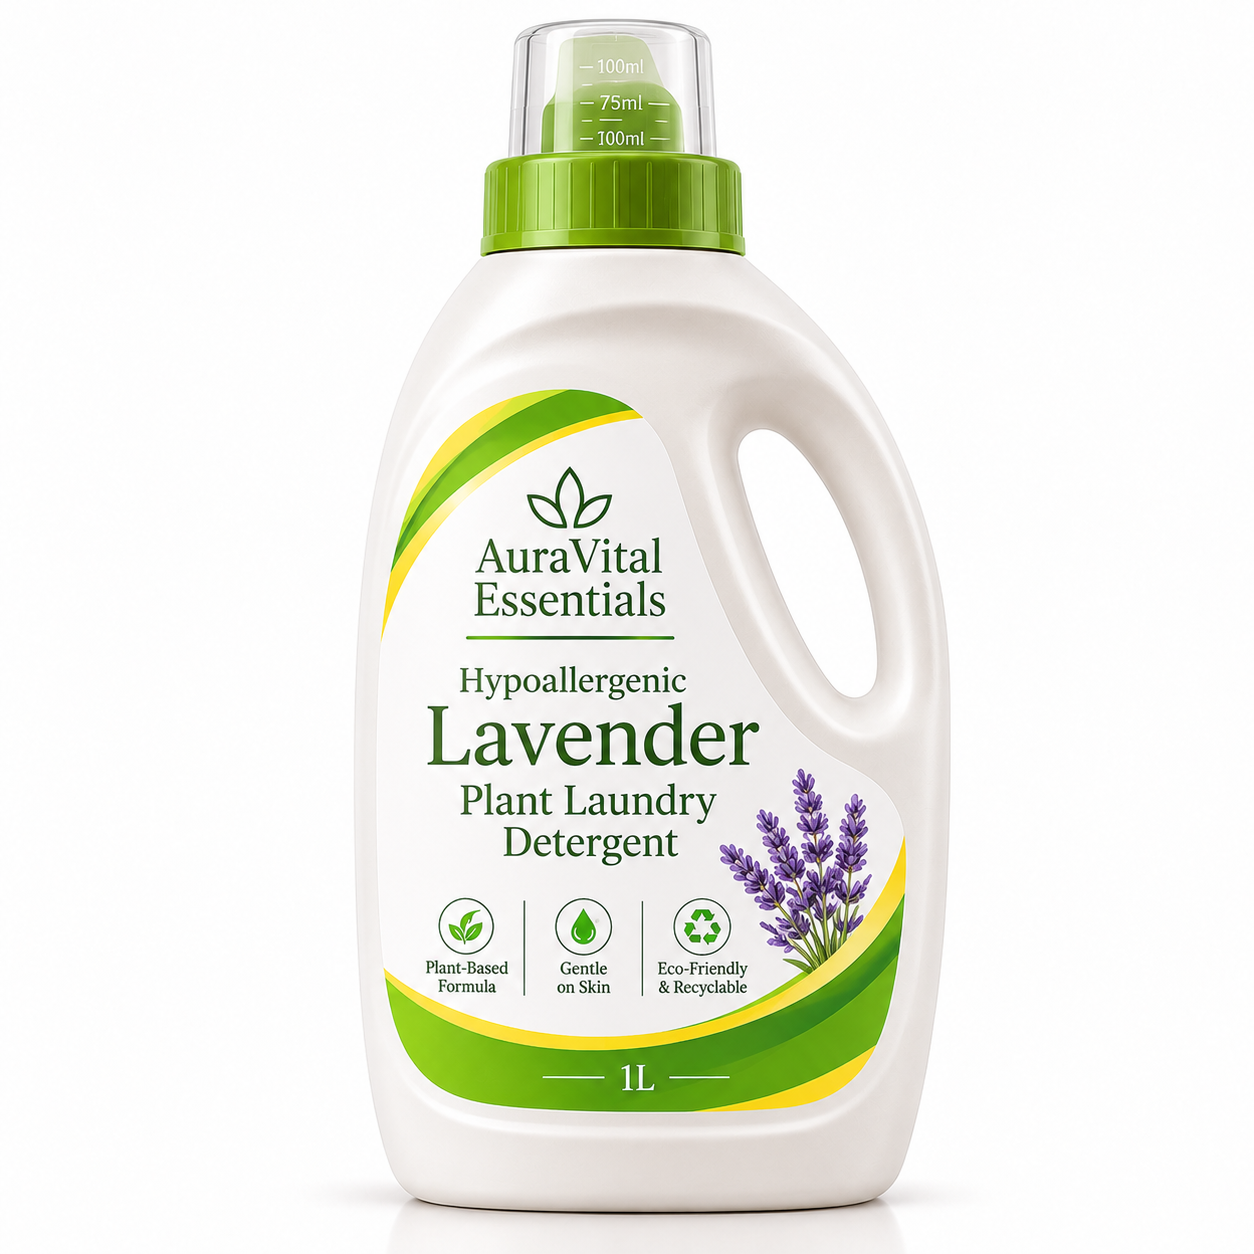 100ml
75ml
100ml
AuraVital
Essentials
Hypoallergenic
Lavender
Plant Laundry
Detergent
Plant-Based
Formula
Gentle
on Skin
Eco-Friendly
& Recyclable
1L